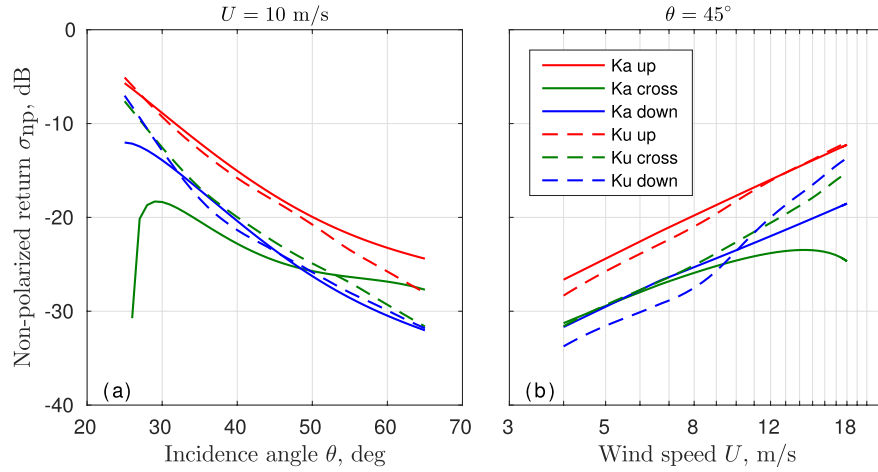 U = 10 m/s
θ = 45°
Non-polarized return σnp, dB
0
-10
-20
-30
-40
(a)
20 30 40 50 60 70
Incidence angle θ, deg
Ka up
Ka cross
Ka down
Ku up
Ku cross
Ku down
(b)
3 5 8 12 18
Wind speed U, m/s